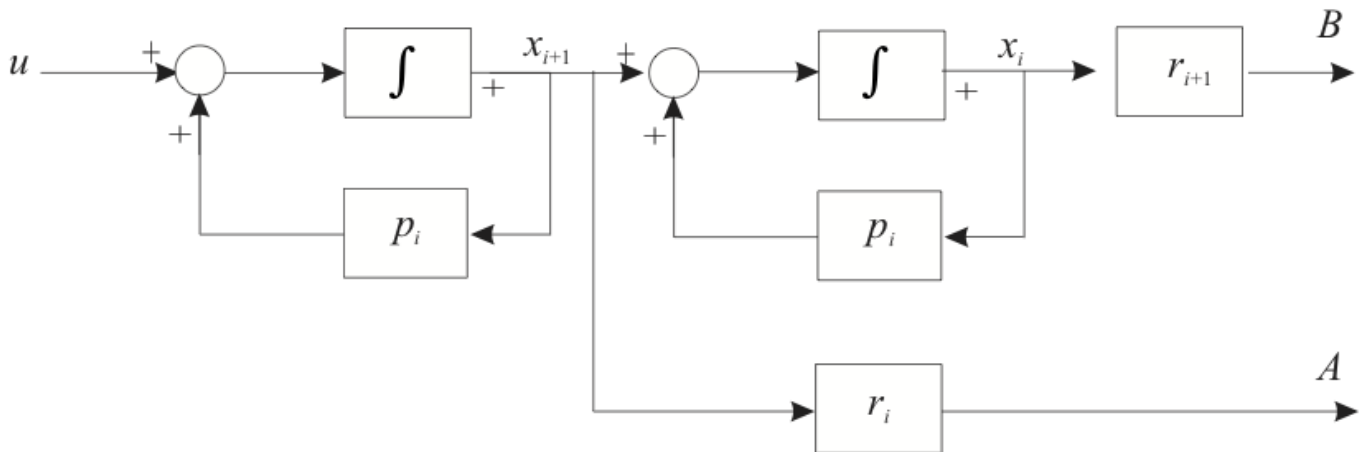 u + ∫ x_{i+1} + + ∫ x_i + r_{i+1} B
+ p_i + p_i
r_i A